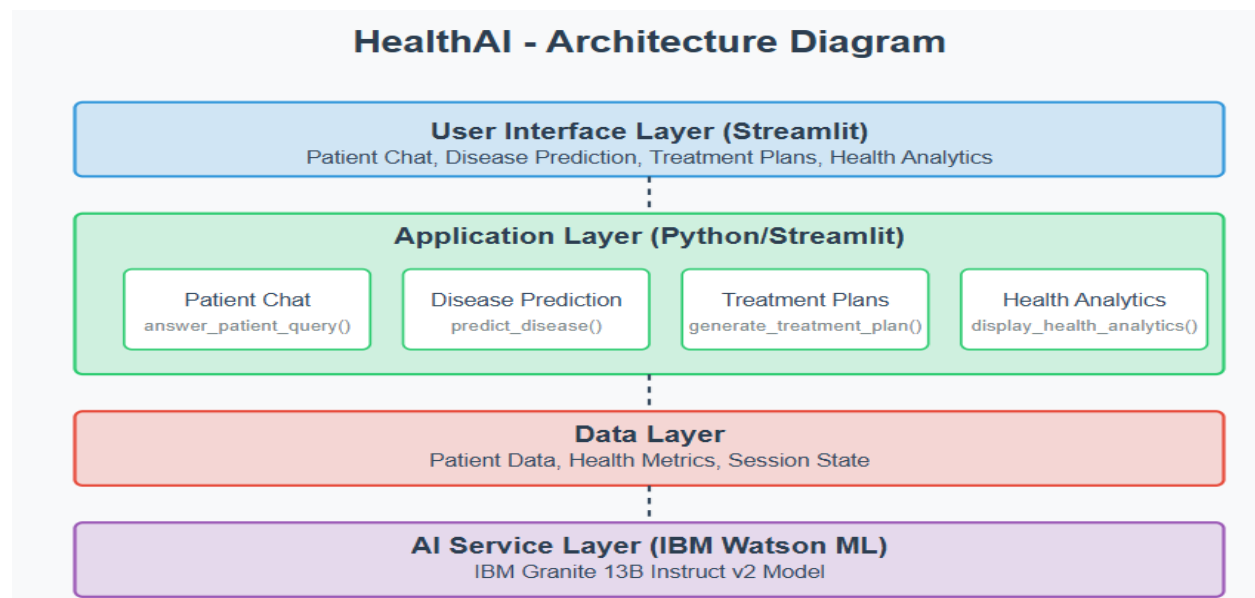 HealthAI - Architecture Diagram
User Interface Layer (Streamlit)
Patient Chat, Disease Prediction, Treatment Plans, Health Analytics
Application Layer (Python/Streamlit)
Patient Chat
answer_patient_query()
Disease Prediction
predict_disease()
Treatment Plans
generate_treatment_plan()
Health Analytics
display_health_analytics()
Data Layer
Patient Data, Health Metrics, Session State
AI Service Layer (IBM Watson ML)
IBM Granite 13B Instruct v2 Model